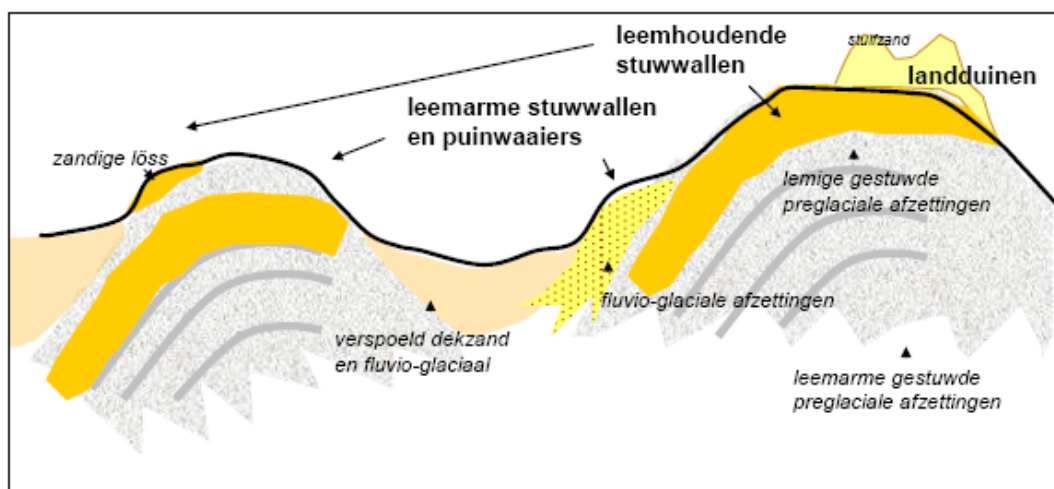 stuifzand
leemhoudende
stuwwallen
landduinen
leemarme stuwwallen
en puinwaaiers
zandige löss
lemige gestuwde
preglaciale afzettingen
fluvio-glaciale afzettingen
verspoeld dekzand
en fluvio-glaciaal
leemarme gestuwde
preglaciale afzettingen